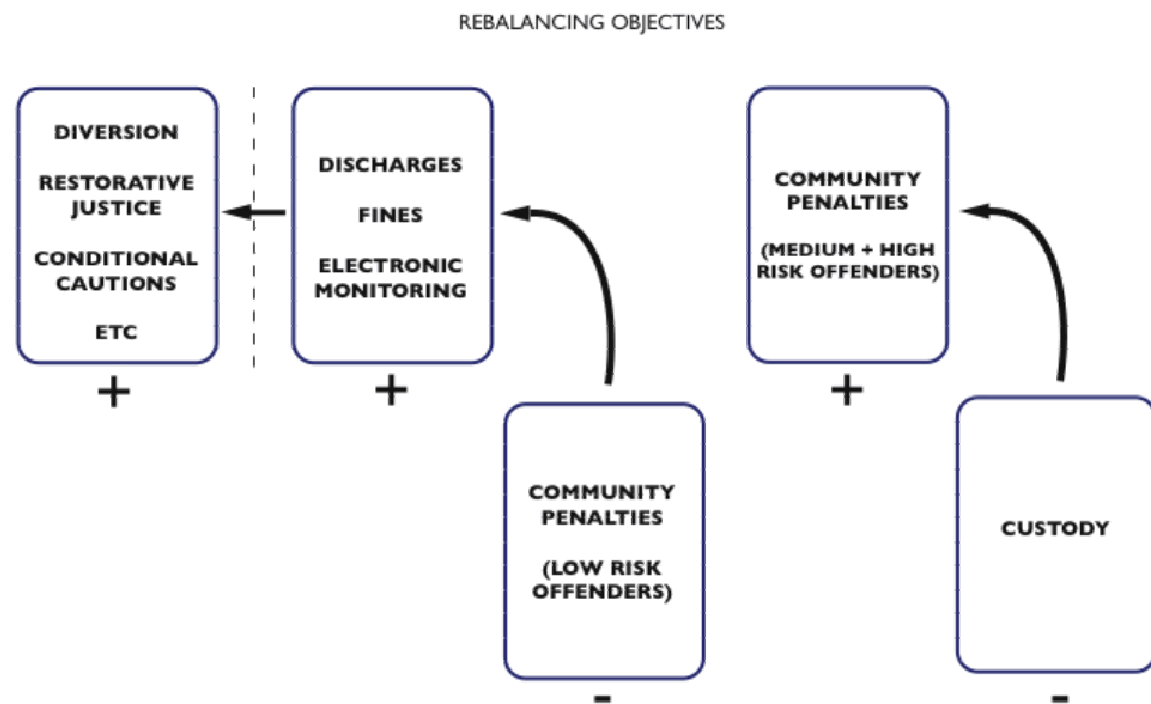 REBALANCING OBJECTIVES
DIVERSION
RESTORATIVE
JUSTICE
CONDITIONAL
CAUTIONS
ETC
+
DISCHARGES
FINES
ELECTRONIC
MONITORING
+
COMMUNITY
PENALTIES
(LOW RISK
OFFENDERS)
-
COMMUNITY
PENALTIES
(MEDIUM + HIGH
RISK OFFENDERS)
+
CUSTODY
-